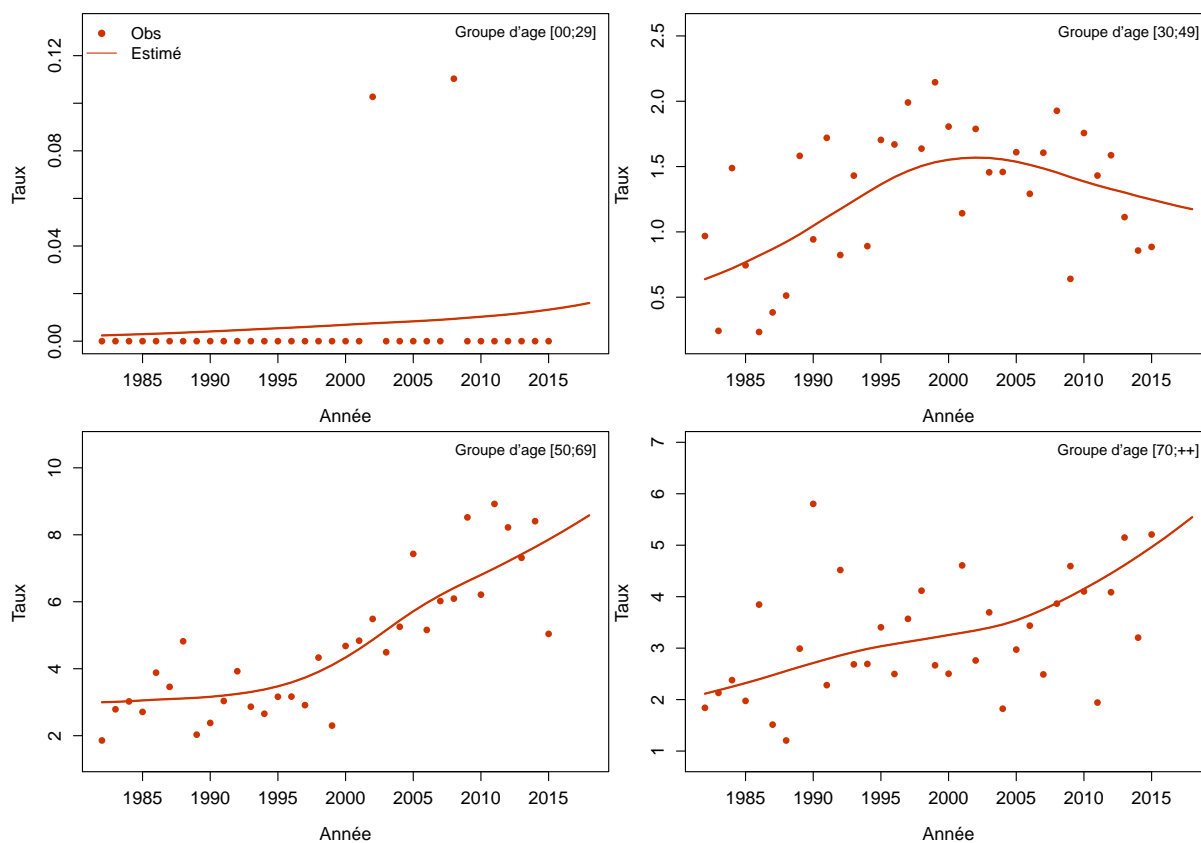 Obs
Estimé
Groupe d'age [00;29]
Taux
0.12
0.08
0.04
0.00
1985 1990 1995 2000 2005 2010 2015
Année
Groupe d'age [30;49]
Taux
2.5
2.0
1.5
1.0
0.5
1985 1990 1995 2000 2005 2010 2015
Année
Groupe d'age [50;69]
Taux
10
8
6
4
2
1985 1990 1995 2000 2005 2010 2015
Année
Groupe d'age [70;++]
Taux
7
6
5
4
3
2
1
1985 1990 1995 2000 2005 2010 2015
Année